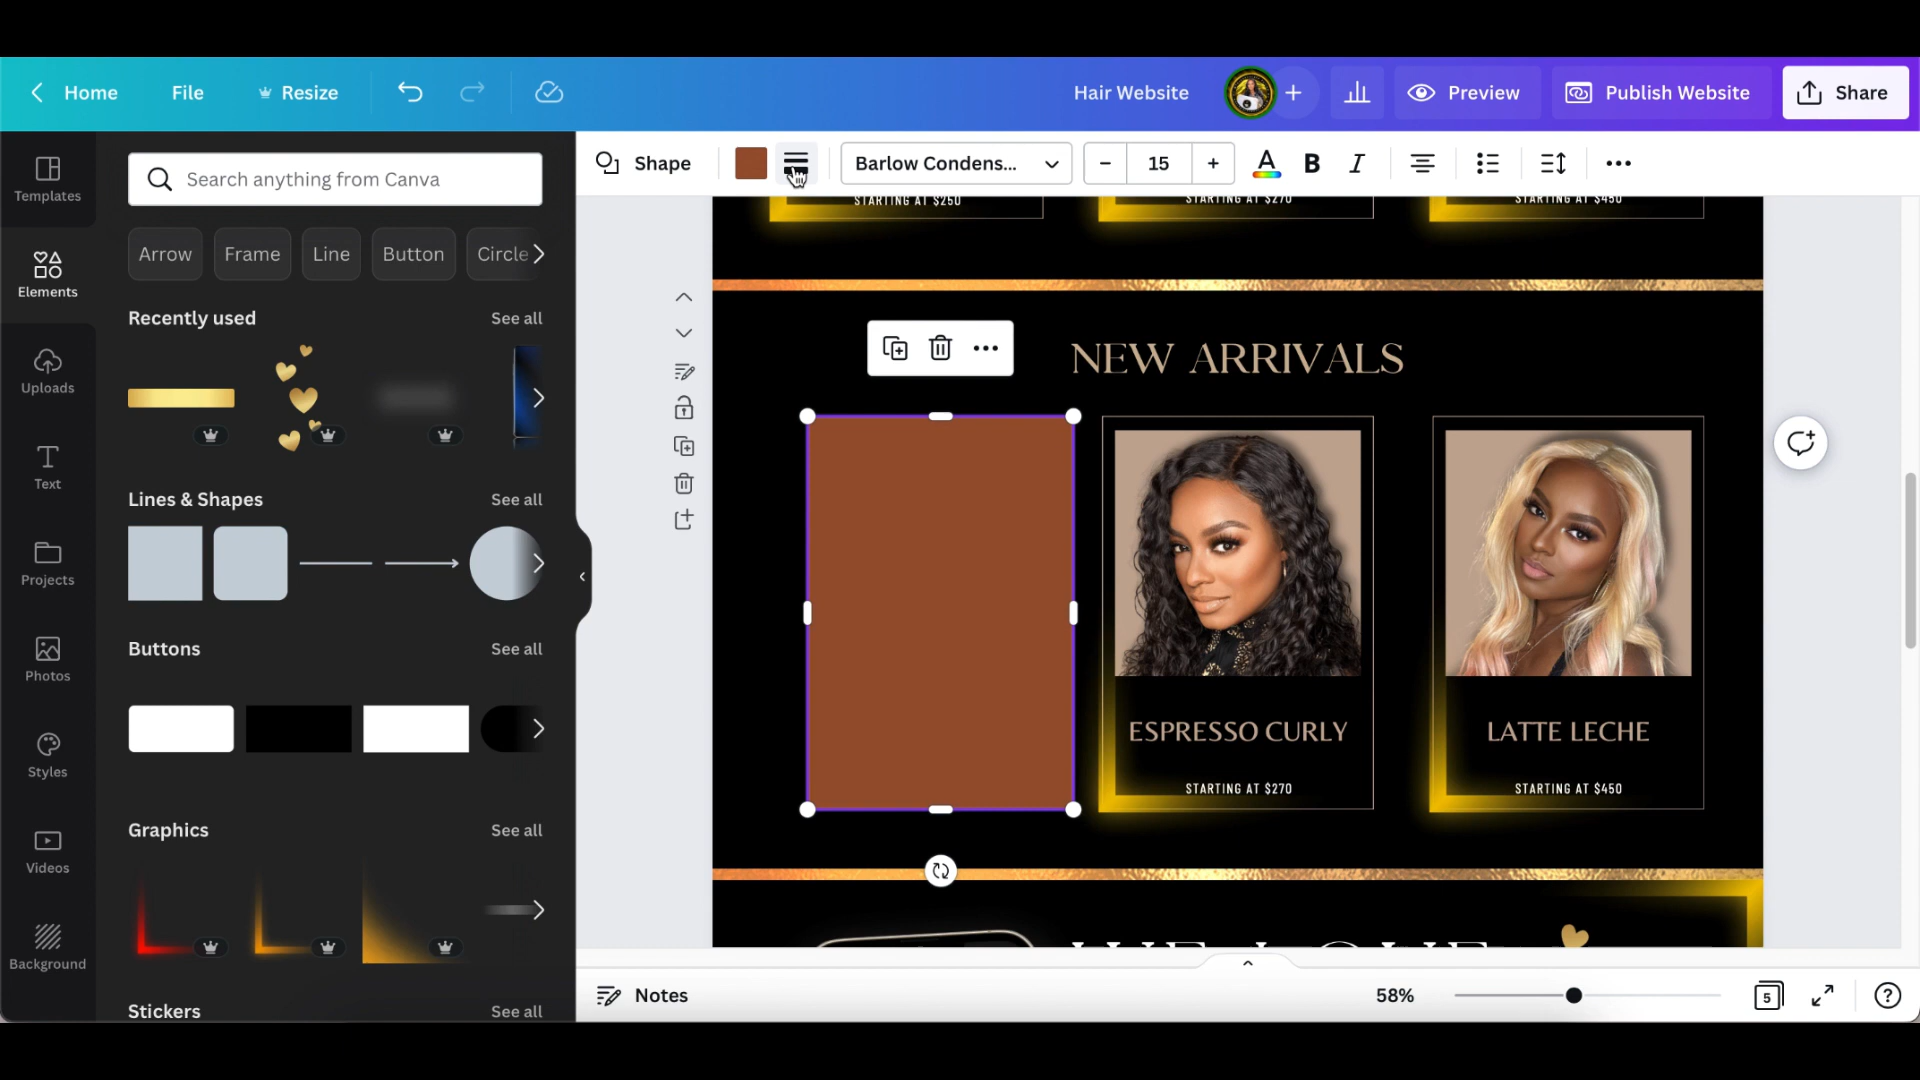 Home File Resize Hair Website Preview Publish Website Share
Templates
Elements
Uploads
Text
Projects
Photos
Styles
Videos
Background
Search anything from Canva
Arrow Frame Line Button Circle
Recently used See all
Lines & Shapes See all
Buttons See all
Graphics See all
Stickers See all
Shape Barlow Condens... 15 A B I
STARTING AT $250 STARTING AT $270 STARTING AT $450
NEW ARRIVALS
ESPRESSO CURLY LATTE LECHE
STARTING AT $270 STARTING AT $450
WE LOVE
Notes 58% 5